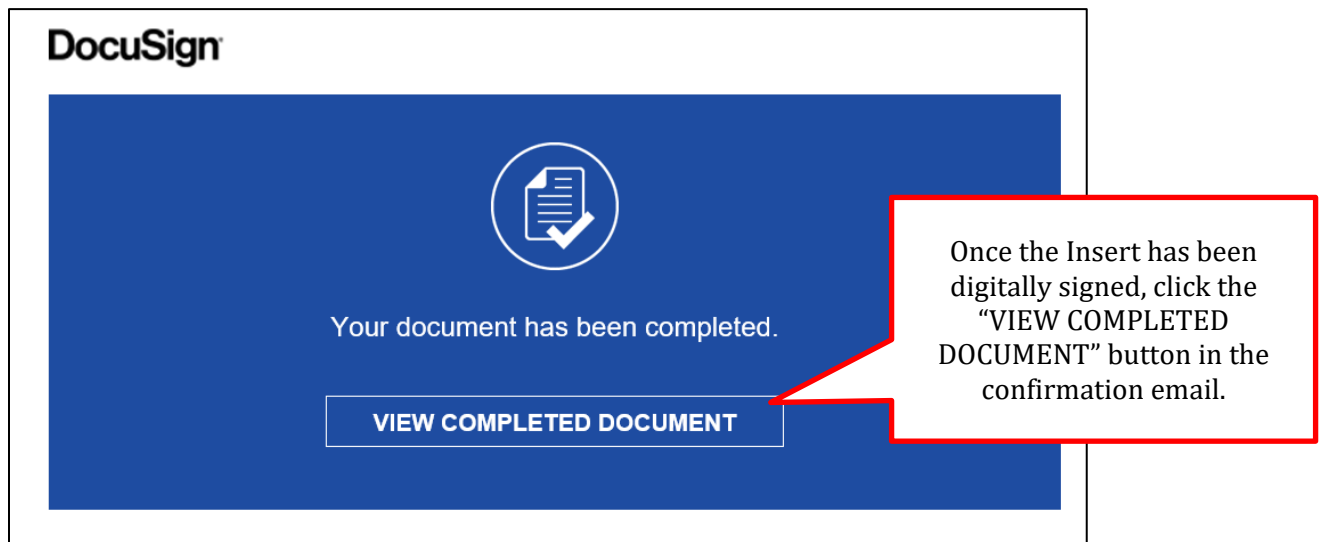 DocuSign
Your document has been completed.
VIEW COMPLETED DOCUMENT
Once the Insert has been
digitally signed, click the
“VIEW COMPLETED
DOCUMENT” button in the
confirmation email.